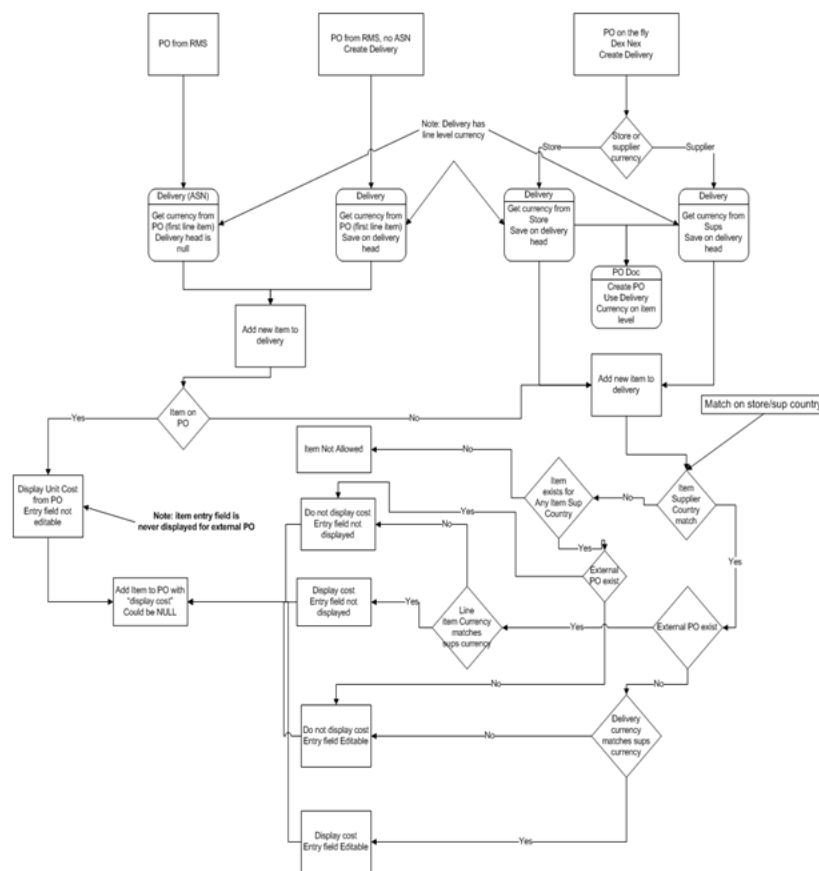 PO from RMS
PO from RMS, no ASN
Create Delivery
PO on the fly
Dex Nex
Create Delivery
Note: Delivery has
line level currency
Store or
supplier
currency
Store
Supplier
Delivery (ASN)
Get currency from
PO (first line item)
Delivery head is
null
Delivery
Get currency from
PO (first line item)
Save on delivery
head
Delivery
Get currency from
Store
Save on delivery
head
Delivery
Get currency from
Sups
Save on delivery
head
PO Doc
Create PO
Use Delivery
Currency on item
level
Add new item to
delivery
Add new item to
delivery
Item on
PO
Yes
No
Match on store/sup country
Item Not Allowed
No
Item
exists for
Any Item Sup
Country
No
Item
Supplier
Country
match
Display Unit Cost
from PO
Entry field not
editable
Note: item entry field is
never displayed for external PO
Do not display cost
Entry field not
displayed
Yes
No
Yes
External
PO exist
Yes
Add Item to PO with
"display cost"
Could be NULL
Display cost
Entry field not
displayed
Yes
Line
item Currency
matches
sups currency
Yes
External PO exist
No
No
Do not display cost
Entry field Editable
No
Delivery
currency
matches sups
currency
Display cost
Entry field Editable
Yes